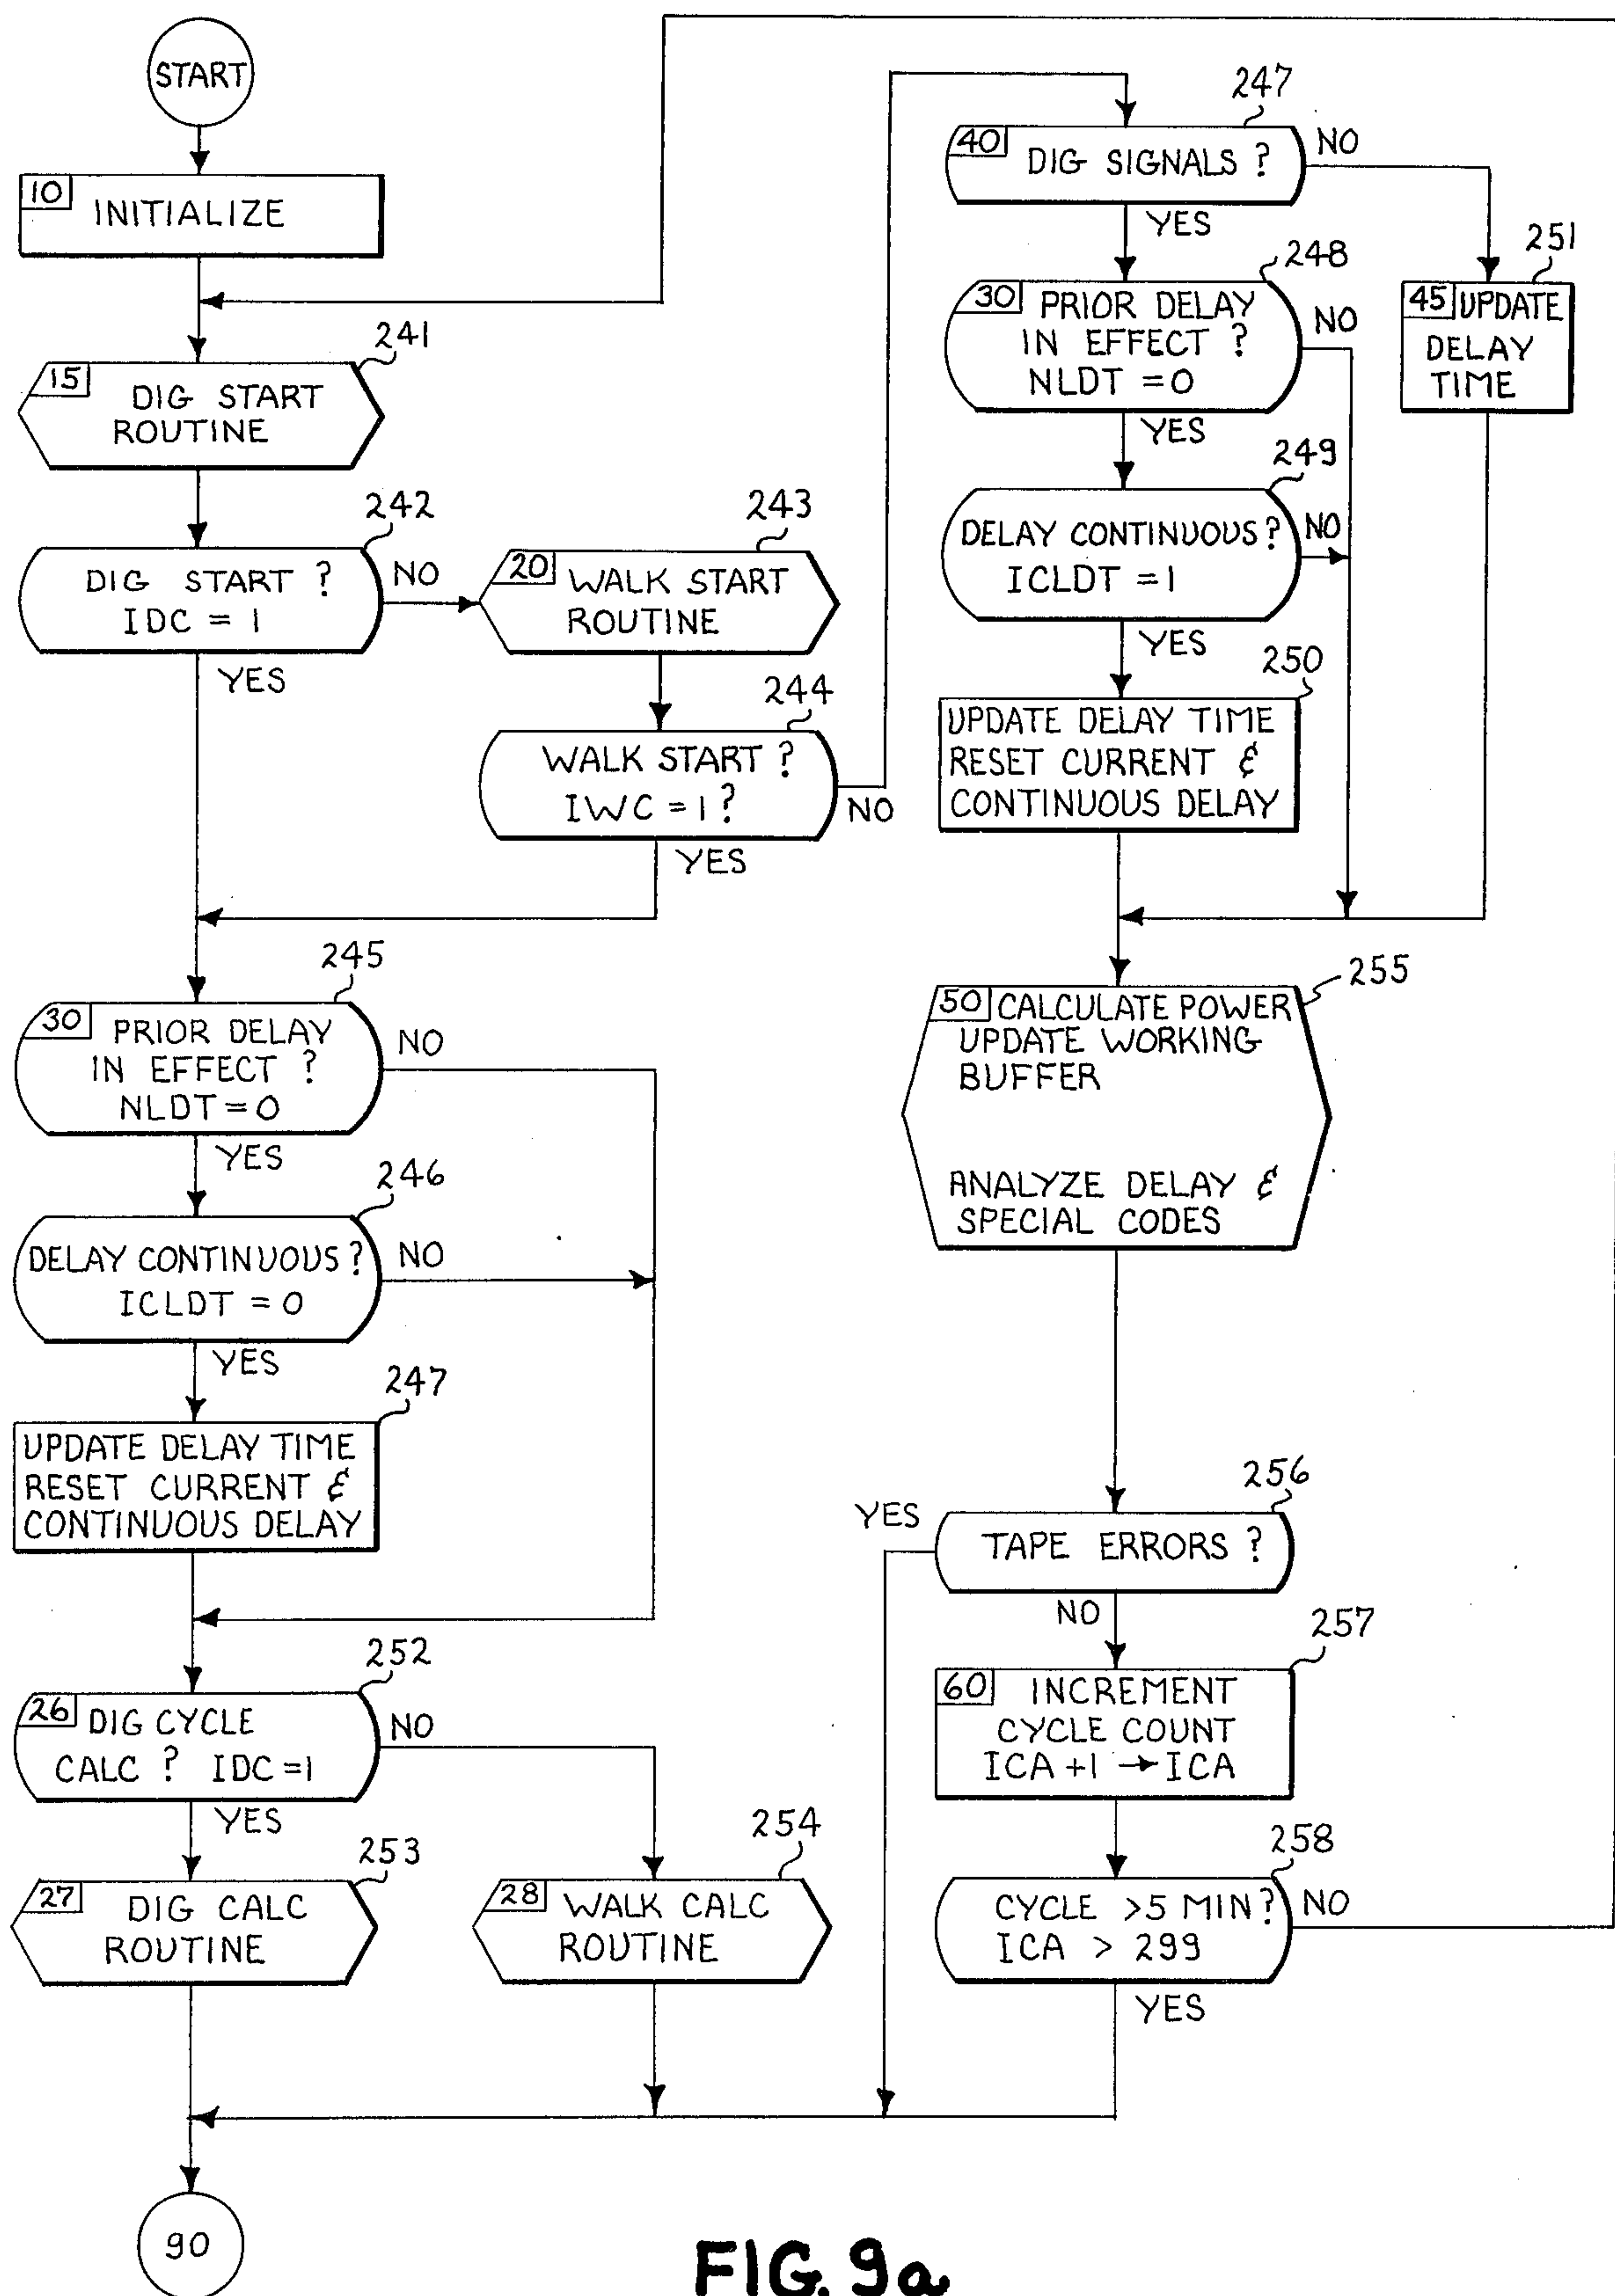 START
10
INITIALIZE
241
15
DIG START
ROUTINE
242
DIG START ?
IDC = 1
NO
YES
243
20
WALK START
ROUTINE
244
WALK START ?
IWC = 1 ?
NO
YES
245
30
PRIOR DELAY
IN EFFECT ?
NLDT = 0
NO
YES
246
DELAY CONTINUOUS ?
ICLDT = 0
NO
YES
247
UPDATE DELAY TIME
RESET CURRENT &
CONTINUOUS DELAY
252
26
DIG CYCLE
CALC ? IDC = 1
NO
YES
253
27
DIG CALC
ROUTINE
254
28
WALK CALC
ROUTINE
90
247
40
DIG SIGNALS ?
NO
YES
248
30
PRIOR DELAY
IN EFFECT ?
NLDT = 0
NO
YES
251
45
UPDATE
DELAY
TIME
249
DELAY CONTINUOUS ?
ICLDT = 1
NO
YES
250
UPDATE DELAY TIME
RESET CURRENT &
CONTINUOUS DELAY
255
50
CALCULATE POWER
UPDATE WORKING
BUFFER
ANALYZE DELAY &
SPECIAL CODES
256
TAPE ERRORS ?
YES
NO
257
60
INCREMENT
CYCLE COUNT
ICA + 1 → ICA
258
CYCLE > 5 MIN ?
ICA > 299
NO
YES
FIG. 9a